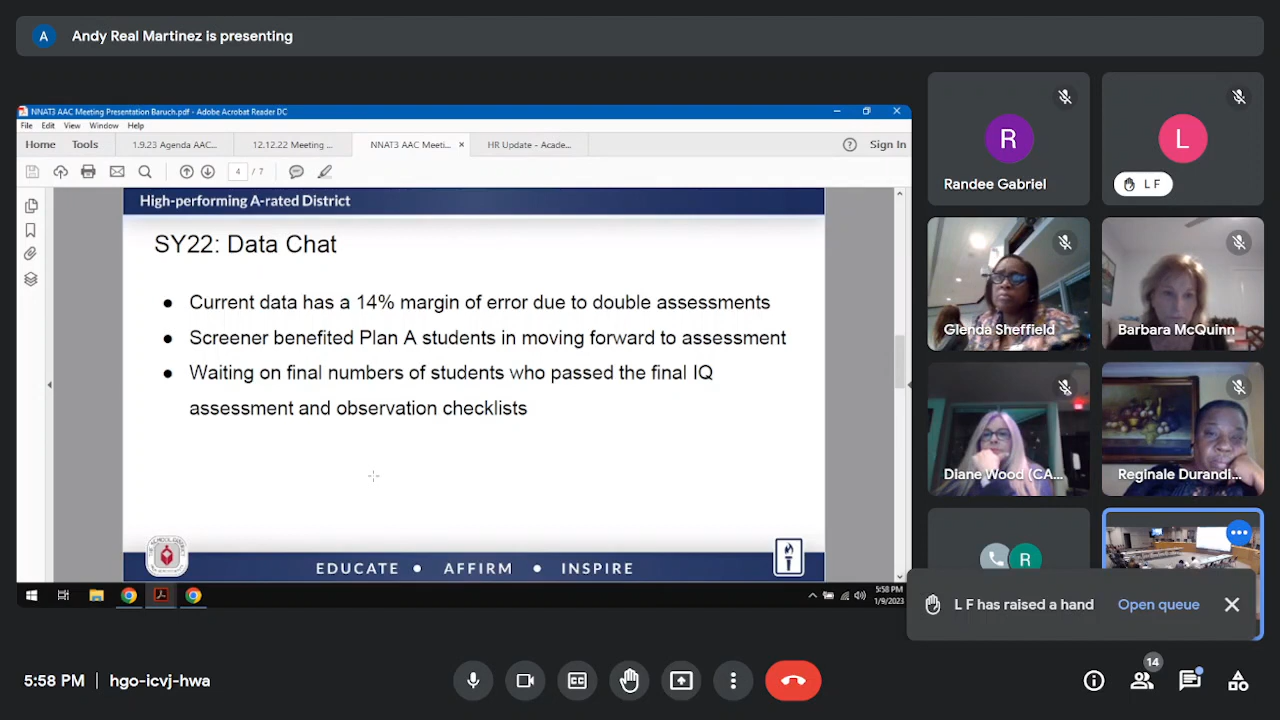 A
Andy Real Martinez is presenting
NNAT3 AAC Meeting Presentation Baruch.pdf - Adobe Acrobat Reader DC
File Edit View Window Help
Home Tools 1.9.23 Agenda AAC... 12.12.22 Meeting ... NNAT3 AAC Meeti... × HR Update - Acade... Sign In
4 / 7
High-performing A-rated District
SY22: Data Chat
● Current data has a 14% margin of error due to double assessments
● Screener benefited Plan A students in moving forward to assessment
● Waiting on final numbers of students who passed the final IQ
assessment and observation checklists
EDUCATE ● AFFIRM ● INSPIRE
5:58 PM
1/9/2023
R
Randee Gabriel
L
L F
Glenda Sheffield
Barbara McQuinn
Diane Wood (CA...
Reginale Durandi...
R
L F has raised a hand Open queue
5:58 PM | hgo-icvj-hwa
CC
14